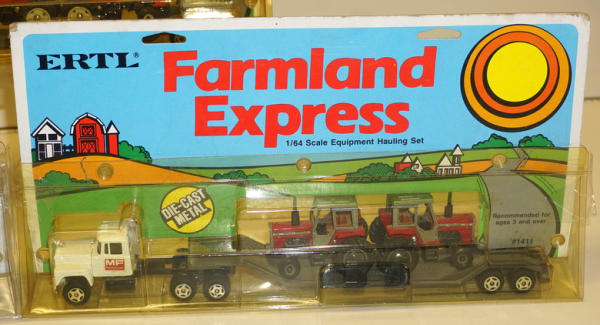 ERTL
Farmland
Express
1/64 Scale Equipment Hauling Set
DIE-CAST
METAL
Recommended for
ages 3 and over.
MF